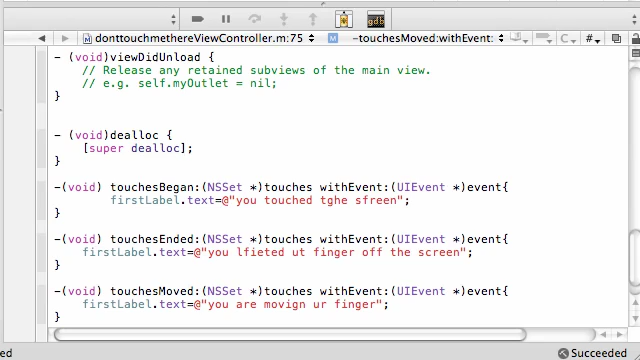 gdb
donttouchmethereViewController.m:75 M -touchesMoved:withEvent: C #
- (void)viewDidUnload {
// Release any retained subviews of the main view.
// e.g. self.myOutlet = nil;
}
- (void)dealloc {
[super dealloc];
}
-(void) touchesBegan:(NSSet *)touches withEvent:(UIEvent *)event{
firstLabel.text=@"you touched tghe sfreen";
}
-(void) touchesEnded:(NSSet *)touches withEvent:(UIEvent *)event{
firstLabel.text=@"you lfieted ut finger off the screen";
}
-(void) touchesMoved:(NSSet *)touches withEvent:(UIEvent *)event{
firstLabel.text=@"you are movign ur finger";
}
ed Succeeded